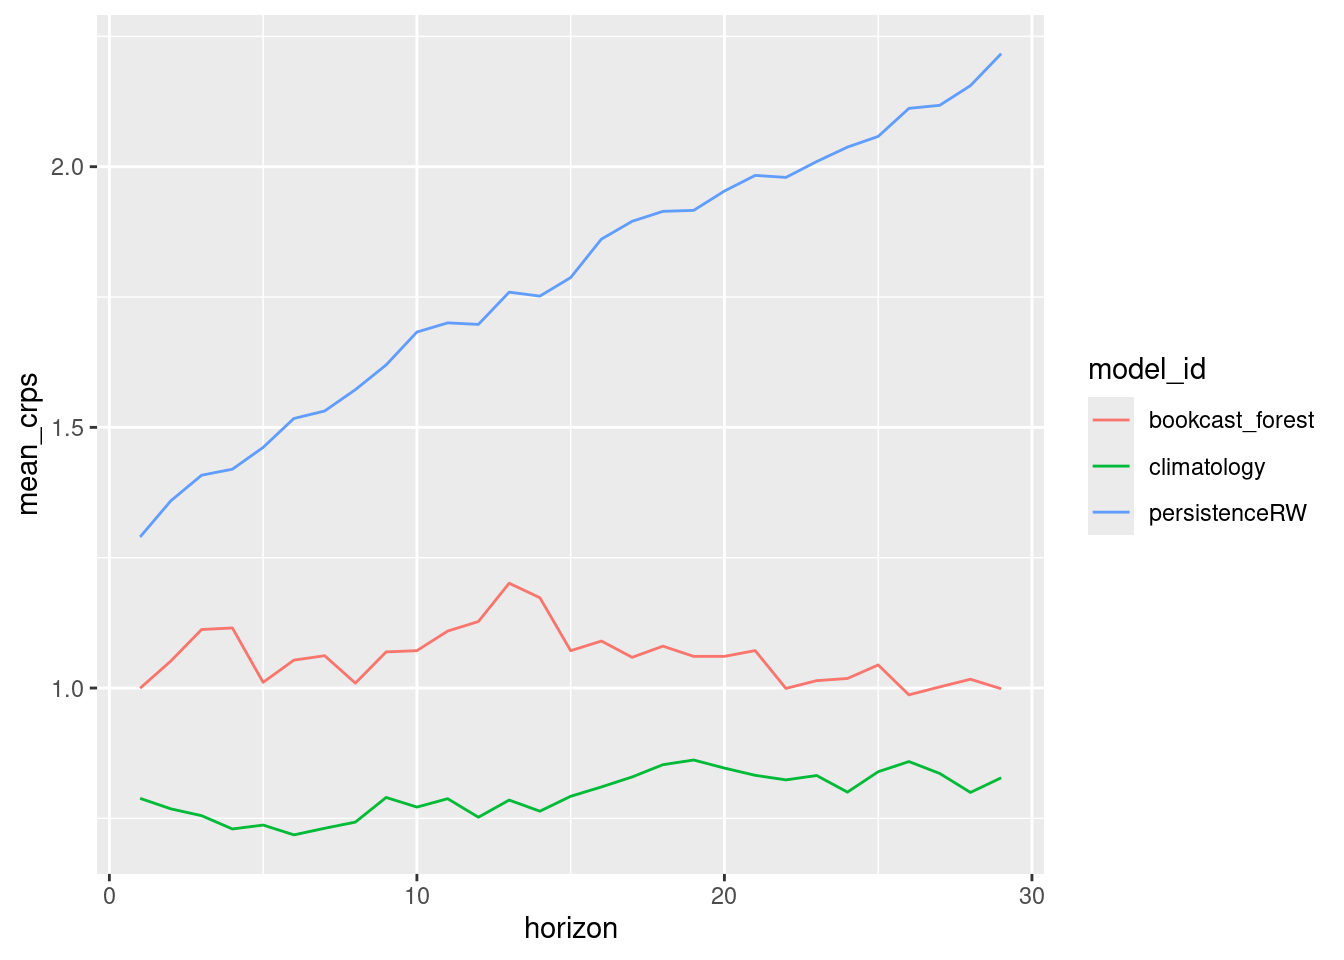 mean_crps
2.0
1.5
1.0
0
10
20
30
horizon
model_id
bookcast_forest
climatology
persistenceRW